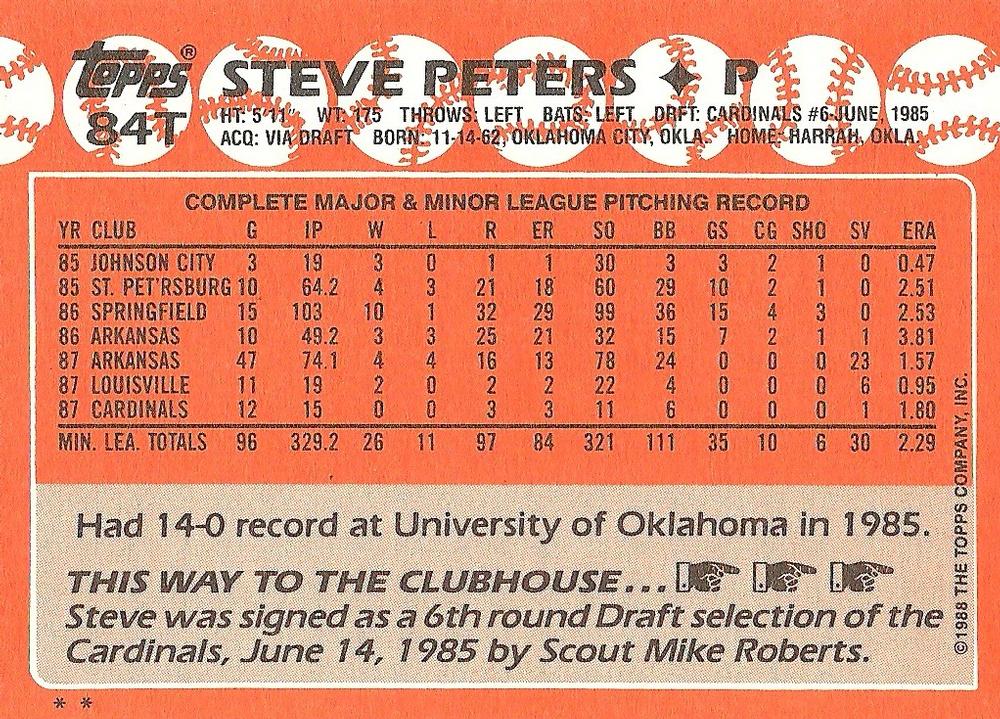 topps® STEVE PETERS ✦ P
84T HT: 5'11" WT: 175 THROWS: LEFT BATS: LEFT DRFT: CARDINALS #6-JUNE, 1985
ACQ: VIA DRAFT BORN: 11-14-62, OKLAHOMA CITY, OKLA. HOME: HARRAH, OKLA.
COMPLETE MAJOR & MINOR LEAGUE PITCHING RECORD
YR CLUB G IP W L R ER SO BB GS CG SHO SV ERA
85 JOHNSON CITY 3 19 3 0 1 1 30 3 3 2 1 0 0.47
85 ST. PET'RSBURG 10 64.2 4 3 21 18 60 29 10 2 1 0 2.51
86 SPRINGFIELD 15 103 10 1 32 29 99 36 15 4 3 0 2.53
86 ARKANSAS 10 49.2 3 3 25 21 32 15 7 2 1 1 3.81
87 ARKANSAS 47 74.1 4 4 16 13 78 24 0 0 0 23 1.57
87 LOUISVILLE 11 19 2 0 2 2 22 4 0 0 0 6 0.95
87 CARDINALS 12 15 0 0 3 3 11 6 0 0 0 1 1.80
MIN. LEA. TOTALS 96 329.2 26 11 97 84 321 111 35 10 6 30 2.29
Had 14-0 record at University of Oklahoma in 1985.
THIS WAY TO THE CLUBHOUSE...
Steve was signed as a 6th round Draft selection of the
Cardinals, June 14, 1985 by Scout Mike Roberts.
©1988 THE TOPPS COMPANY, INC.
* *